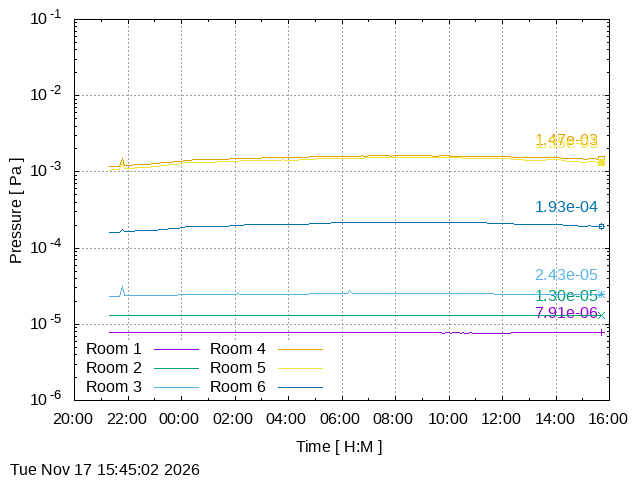 10^-1
10^-2
10^-3
10^-4
10^-5
10^-6
Pressure [ Pa ]
1.47e-03
1.93e-04
2.43e-05
1.30e-05
7.91e-06
Room 1 Room 4
Room 2 Room 5
Room 3 Room 6
20:00 22:00 00:00 02:00 04:00 06:00 08:00 10:00 12:00 14:00 16:00
Time [ H:M ]
Tue Nov 17 15:45:02 2026